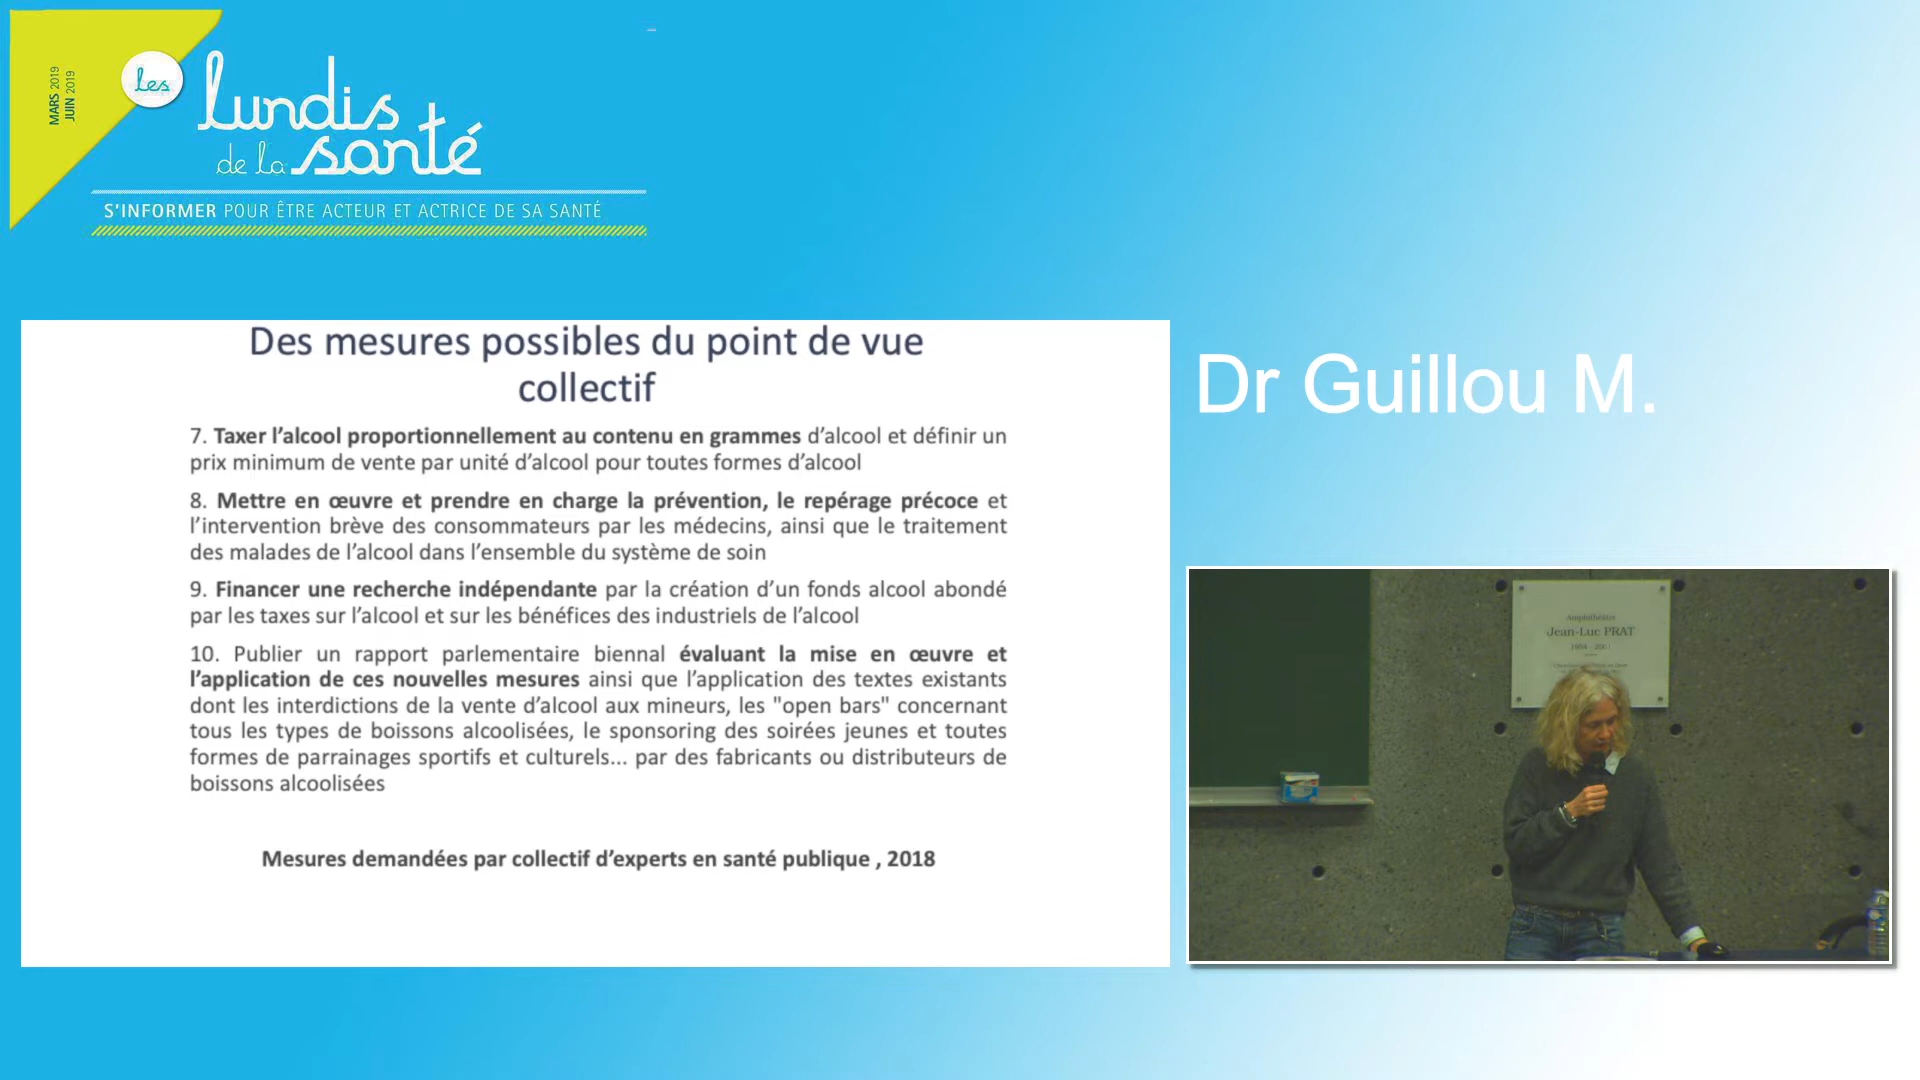 MARS 2019
JUIN 2019
les
lundis
de la santé
S'INFORMER POUR ÊTRE ACTEUR ET ACTRICE DE SA SANTÉ
Des mesures possibles du point de vue
collectif
7. Taxer l’alcool proportionnellement au contenu en grammes d’alcool et définir un
prix minimum de vente par unité d’alcool pour toutes formes d’alcool
8. Mettre en œuvre et prendre en charge la prévention, le repérage précoce et
l’intervention brève des consommateurs par les médecins, ainsi que le traitement
des malades de l’alcool dans l’ensemble du système de soin
9. Financer une recherche indépendante par la création d’un fonds alcool abondé
par les taxes sur l’alcool et sur les bénéfices des industriels de l’alcool
10. Publier un rapport parlementaire biennal évaluant la mise en œuvre et
l’application de ces nouvelles mesures ainsi que l’application des textes existants
dont les interdictions de la vente d’alcool aux mineurs, les "open bars" concernant
tous les types de boissons alcoolisées, le sponsoring des soirées jeunes et toutes
formes de parrainages sportifs et culturels... par des fabricants ou distributeurs de
boissons alcoolisées
Mesures demandées par collectif d’experts en santé publique , 2018
Dr Guillou M.
Amphithéâtre
Jean-Luc PRAT